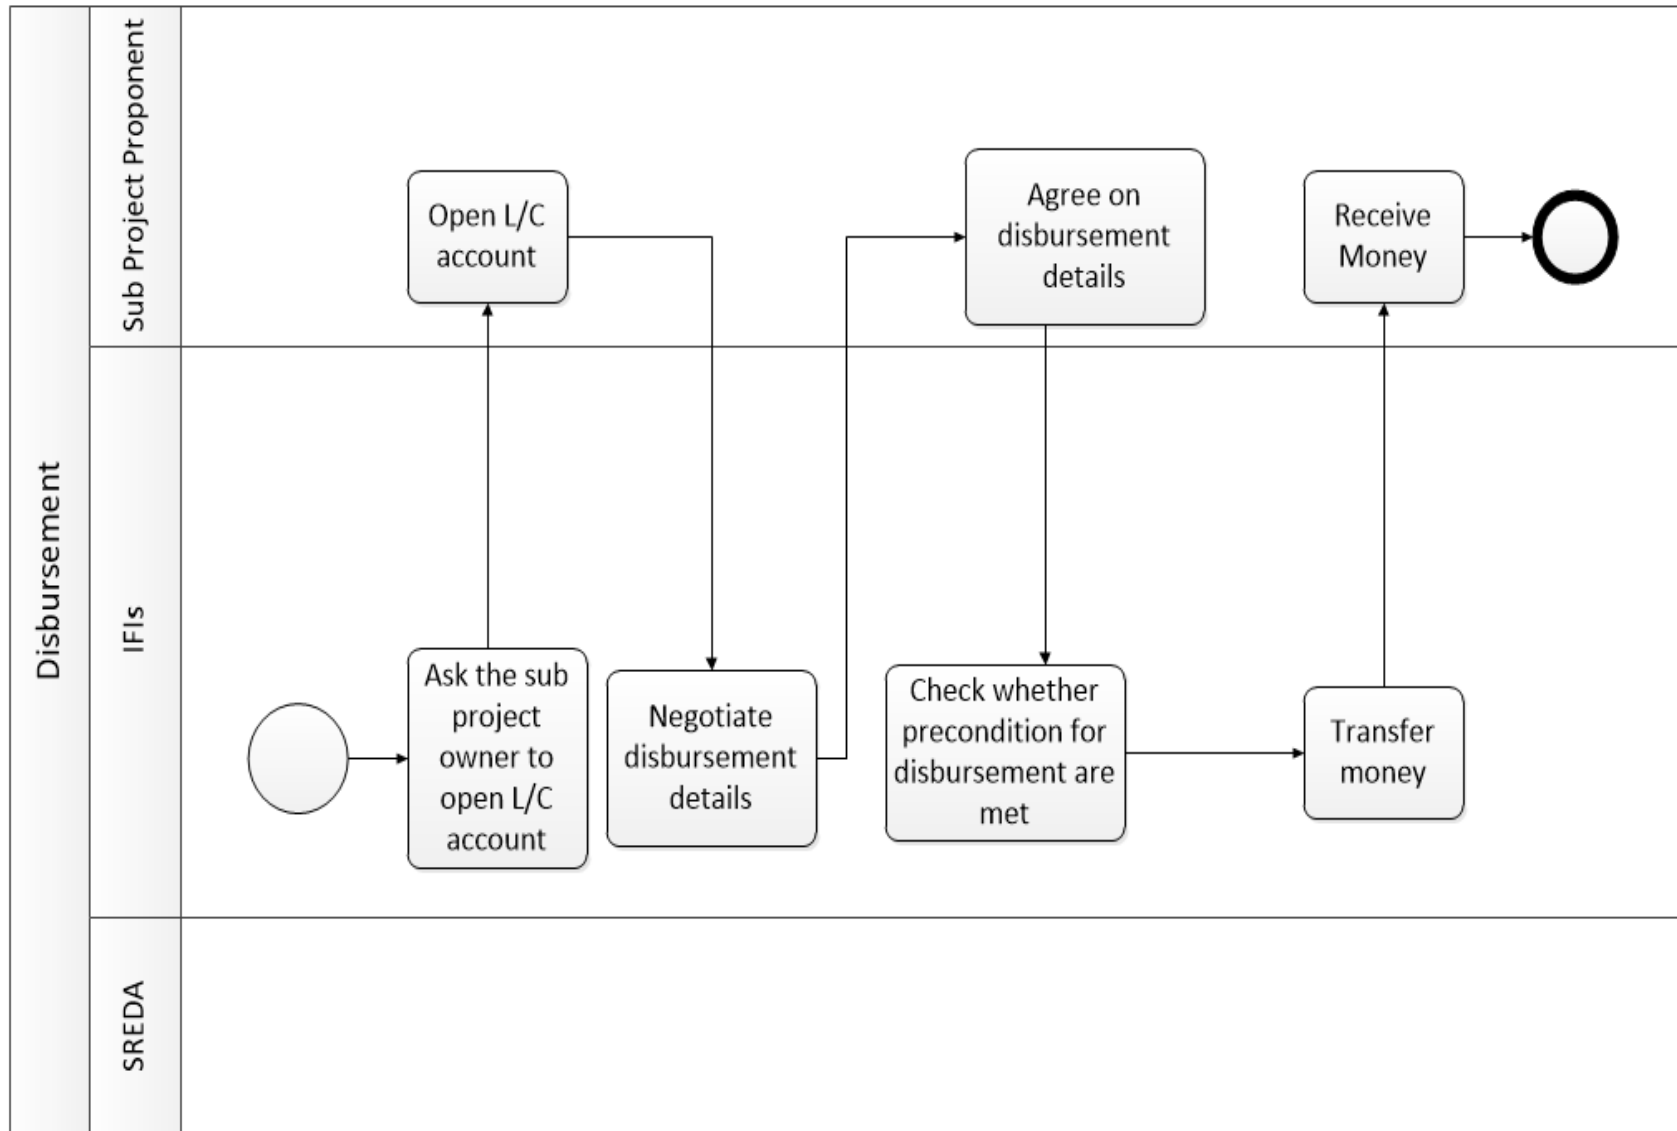 Disbursement
Sub Project Proponent
Open L/C
account
Agree on
disbursement
details
Receive
Money
IFIs
Ask the sub
project
owner to
open L/C
account
Negotiate
disbursement
details
Check whether
precondition for
disbursement are
met
Transfer
money
SREDA